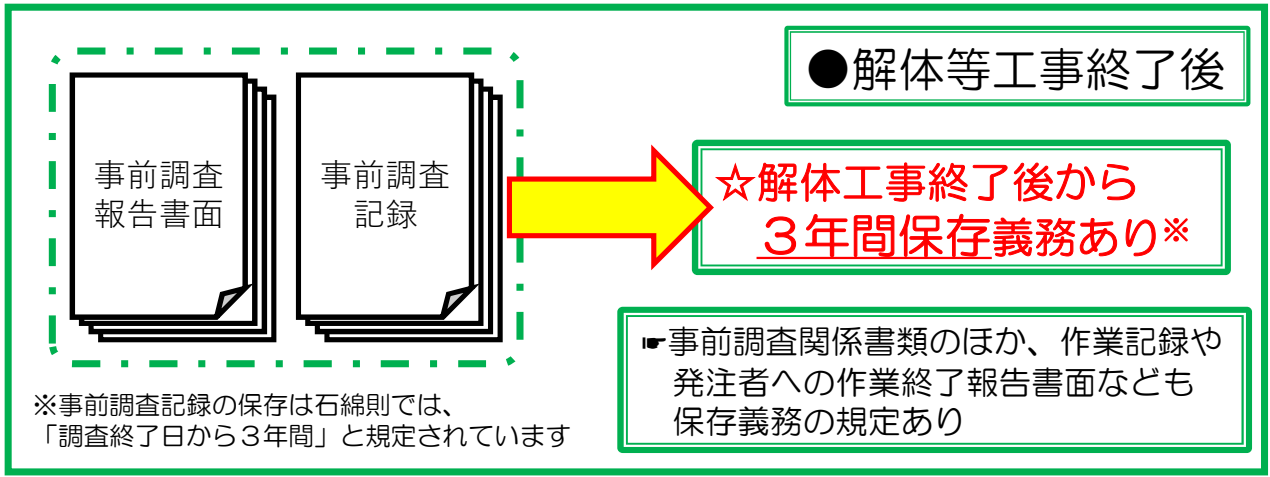 ●解体等工事終了後
事前調査
報告書面
事前調査
記録
☆解体工事終了後から
３年間保存義務あり※
☛事前調査関係書類のほか、作業記録や
発注者への作業終了報告書面なども
保存義務の規定あり
※事前調査記録の保存は石綿則では、
「調査終了日から３年間」と規定されています